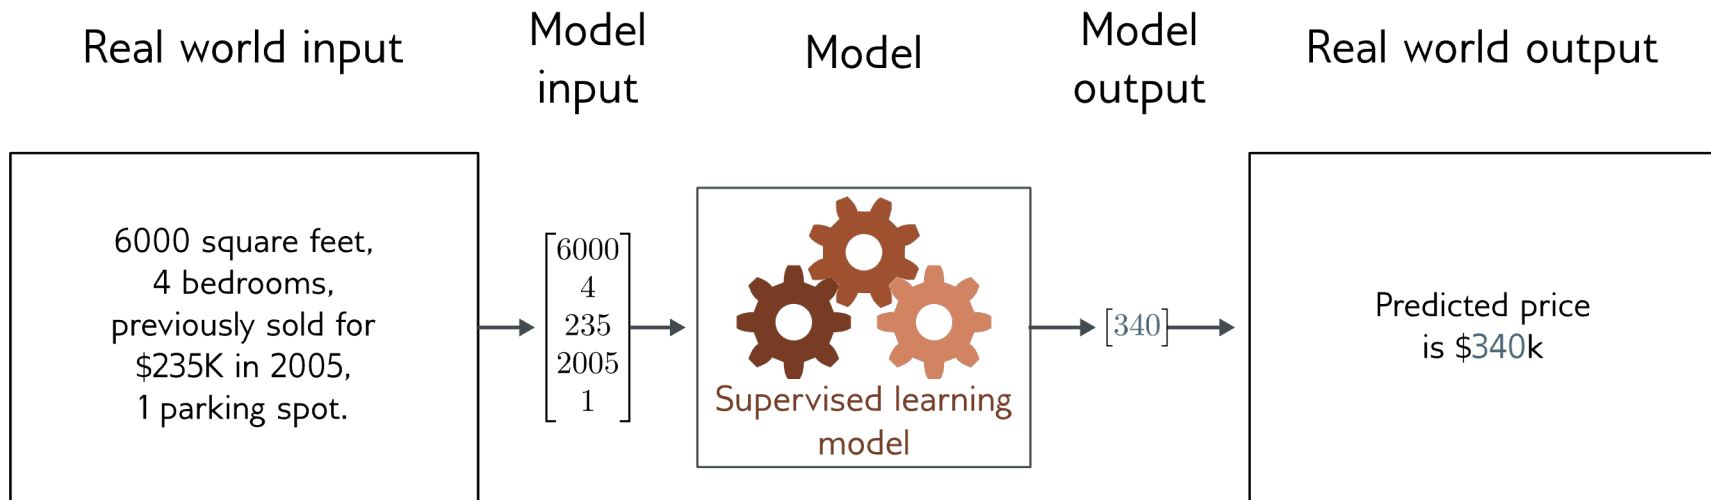 Real world input
Model
input
Model
Model
output
Real world output
6000 square feet,
4 bedrooms,
previously sold for
$235K in 2005,
1 parking spot.
6000
4
235
2005
1
Supervised learning
model
[340]
Predicted price
is $340k